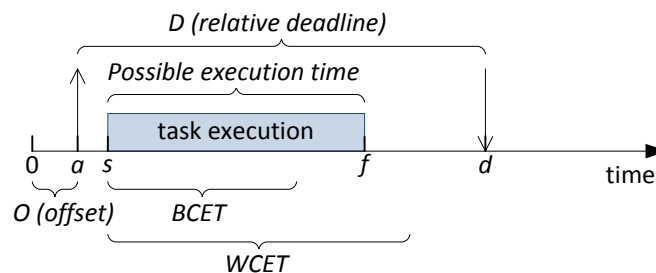 D (relative deadline)
Possible execution time
task execution
0 a s f d
time
O (offset)
BCET
WCET